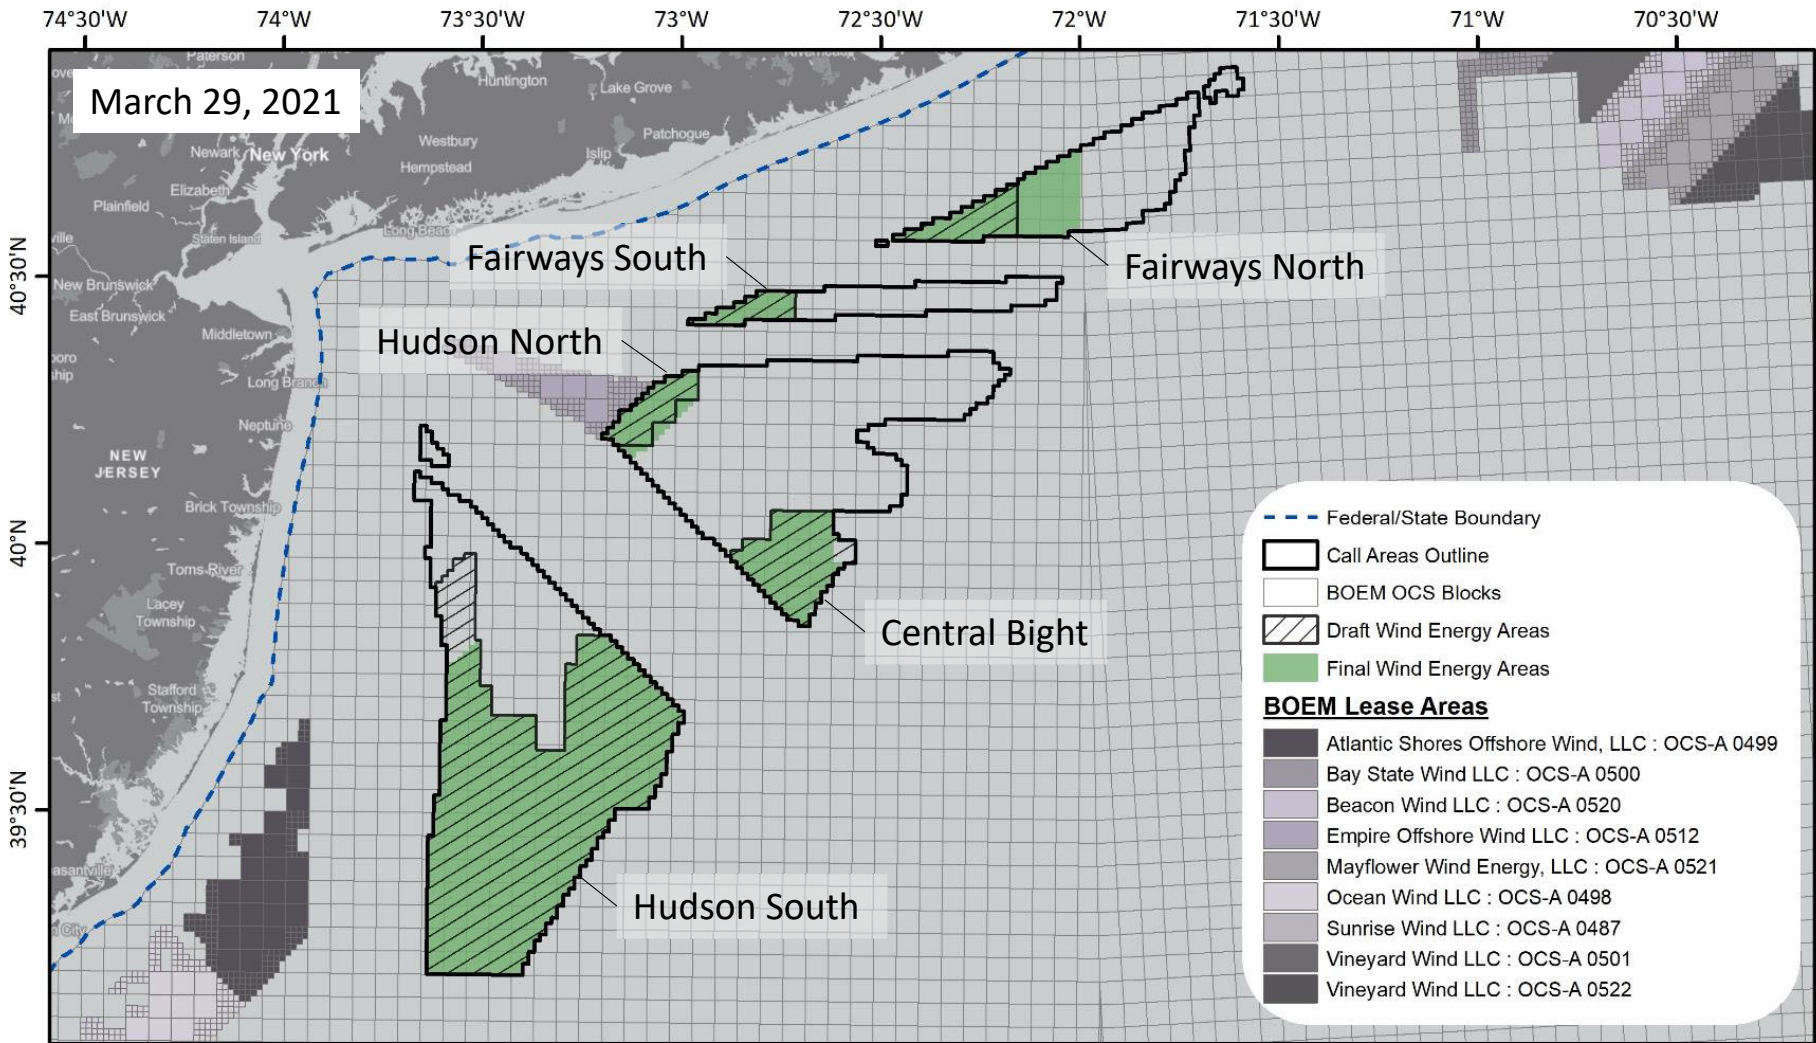 74°30'W 74°W 73°30'W 73°W 72°30'W 72°W 71°30'W 71°W 70°30'W
March 29, 2021
Paterson
Huntington
Lake Grove
Westbury
Patchogue
Newark
New York
Hempstead
Islip
Elizabeth
Plainfield
Staten Island
Long Beach
Fairways South
Fairways North
40°30'N
New Brunswick
East Brunswick
Middletown
Hudson North
Long Branch
Neptune
NEW
JERSEY
Brick Township
40°N
Toms River
Lacey
Township
Central Bight
Stafford
Township
39°30'N
Hudson South
Federal/State Boundary
Call Areas Outline
BOEM OCS Blocks
Draft Wind Energy Areas
Final Wind Energy Areas
BOEM Lease Areas
Atlantic Shores Offshore Wind, LLC : OCS-A 0499
Bay State Wind LLC : OCS-A 0500
Beacon Wind LLC : OCS-A 0520
Empire Offshore Wind LLC : OCS-A 0512
Mayflower Wind Energy, LLC : OCS-A 0521
Ocean Wind LLC : OCS-A 0498
Sunrise Wind LLC : OCS-A 0487
Vineyard Wind LLC : OCS-A 0501
Vineyard Wind LLC : OCS-A 0522